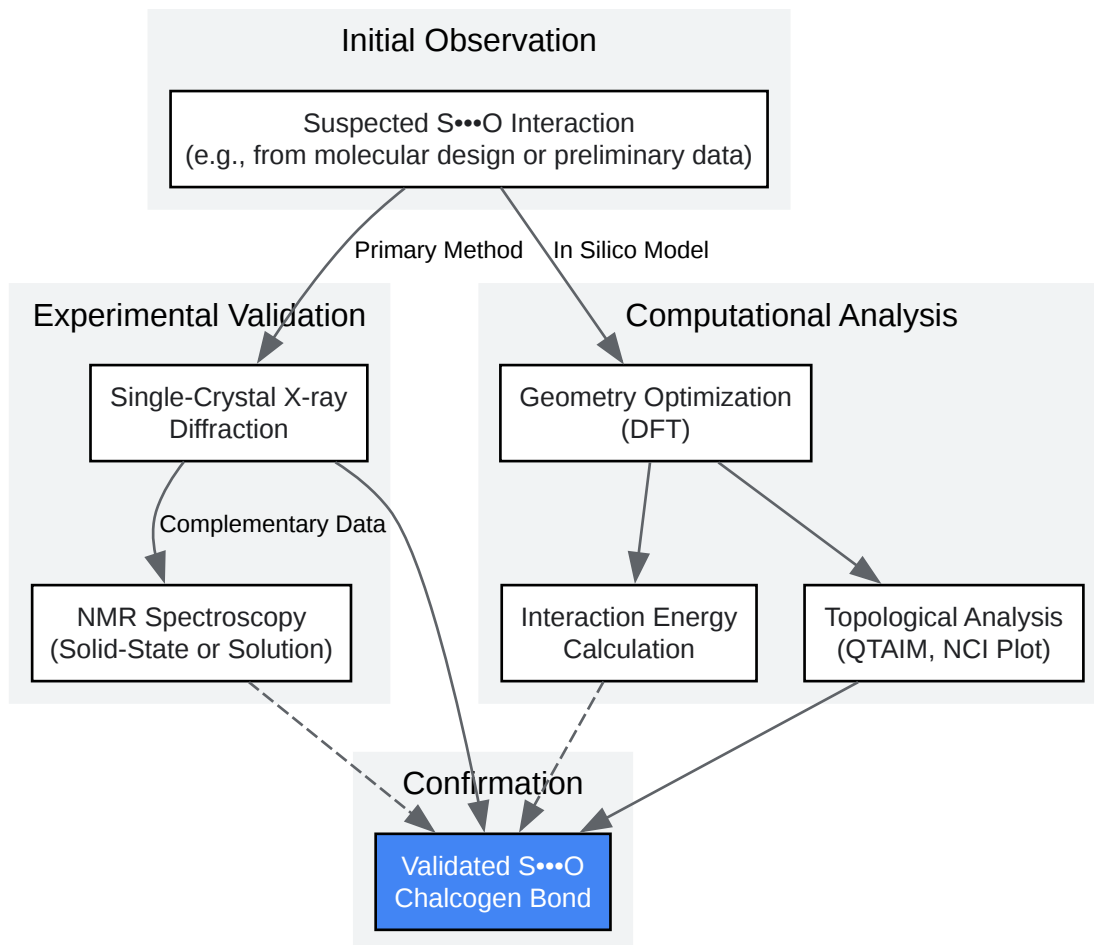 Initial Observation
Suspected S•••O Interaction
(e.g., from molecular design or preliminary data)
Primary Method
In Silico Model
Experimental Validation
Computational Analysis
Single-Crystal X-ray
Diffraction
Geometry Optimization
(DFT)
Complementary Data
NMR Spectroscopy
(Solid-State or Solution)
Interaction Energy
Calculation
Topological Analysis
(QTAIM, NCI Plot)
Confirmation
Validated S•••O
Chalcogen Bond